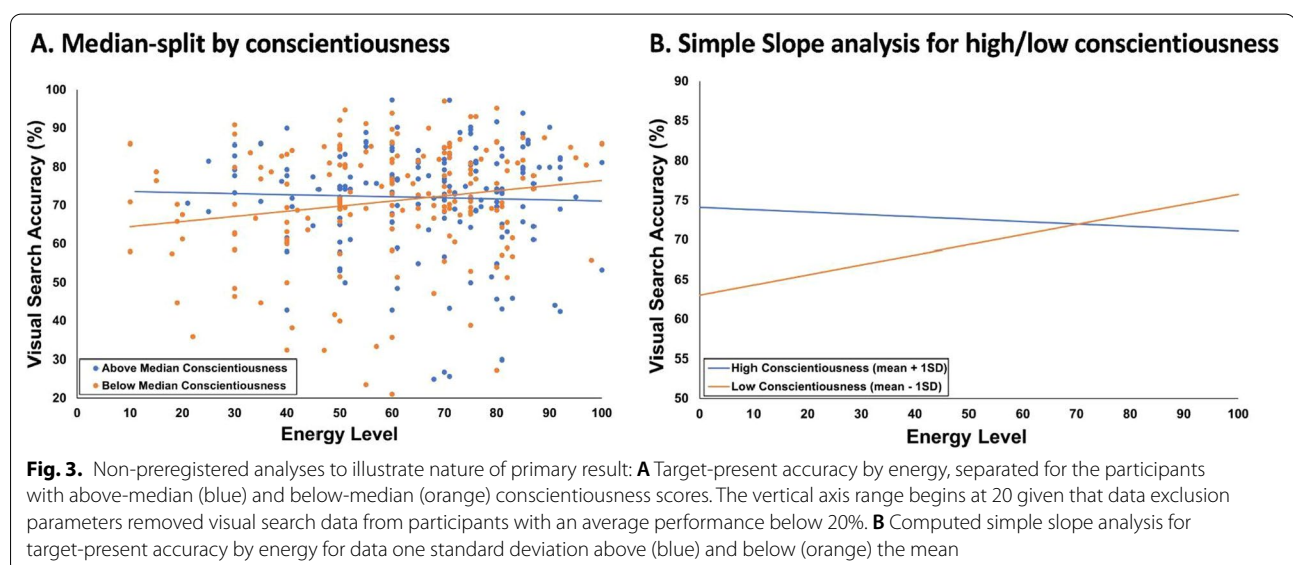 A. Median-split by conscientiousness
100
90
80
70
60
50
40
30
20
Visual Search Accuracy (%)
Above Median Conscientiousness
Below Median Conscientiousness
0 10 20 30 40 50 60 70 80 90 100
Energy Level
B. Simple Slope analysis for high/low conscientiousness
90
85
80
75
70
65
60
55
50
Visual Search Accuracy (%)
High Conscientiousness (mean + 1SD)
Low Conscientiousness (mean - 1SD)
0 10 20 30 40 50 60 70 80 90 100
Energy Level
Fig. 3. Non-preregistered analyses to illustrate nature of primary result: A Target-present accuracy by energy, separated for the participants
with above-median (blue) and below-median (orange) conscientiousness scores. The vertical axis range begins at 20 given that data exclusion
parameters removed visual search data from participants with an average performance below 20%. B Computed simple slope analysis for
target-present accuracy by energy for data one standard deviation above (blue) and below (orange) the mean